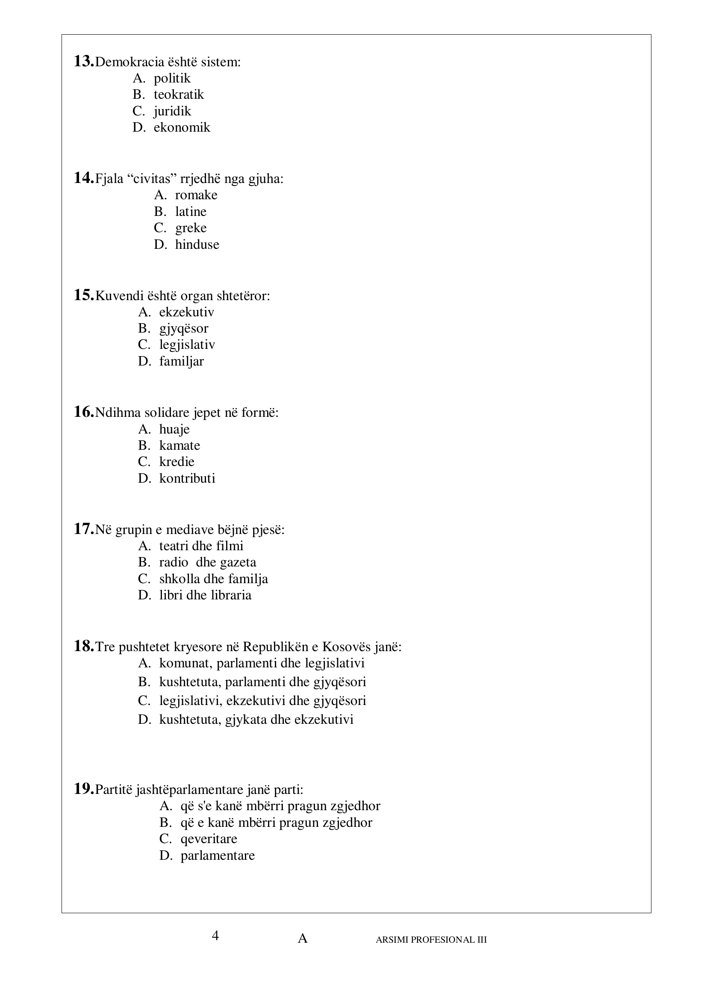 13.Demokracia është sistem:
A. politik
B. teokratik
C. juridik
D. ekonomik
14.Fjala “civitas” rrjedhë nga gjuha:
A. romake
B. latine
C. greke
D. hinduse
15.Kuvendi është organ shtetëror:
A. ekzekutiv
B. gjyqësor
C. legjislativ
D. familjar
16.Ndihma solidare jepet në formë:
A. huaje
B. kamate
C. kredie
D. kontributi
17.Në grupin e mediave bëjnë pjesë:
A. teatri dhe filmi
B. radio  dhe gazeta
C. shkolla dhe familja
D. libri dhe libraria
18.Tre pushtetet kryesore në Republikën e Kosovës janë:
A. komunat, parlamenti dhe legjislativi
B. kushtetuta, parlamenti dhe gjyqësori
C. legjislativi, ekzekutivi dhe gjyqësori
D. kushtetuta, gjykata dhe ekzekutivi
19.Partitë jashtëparlamentare janë parti:
A. që s'e kanë mbërri pragun zgjedhor
B. që e kanë mbërri pragun zgjedhor
C. qeveritare
D. parlamentare
4 A ARSIMI PROFESIONAL III